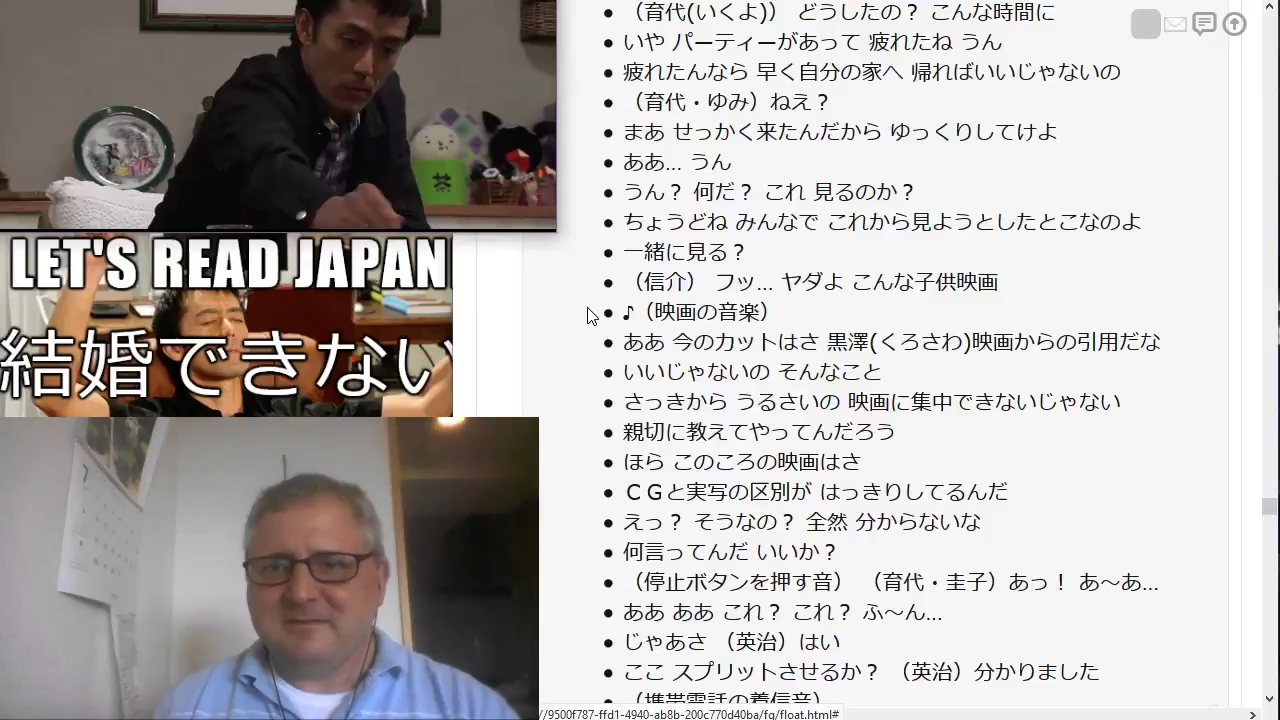 （育代(いくよ)） どうしたの？ こんな時間に
いや パーティーがあって 疲れたね うん
疲れたんなら 早く自分の家へ 帰ればいいじゃないの
（育代・ゆみ）ねえ？
まあ せっかく来たんだから ゆっくりしてけよ
ああ… うん
うん？ 何だ？ これ 見るのか？
ちょうどね みんなで これから見ようとしたとこなのよ
一緒に見る？
（信介） フッ… ヤダよ こんな子供映画
♪（映画の音楽）
ああ 今のカットはさ 黒澤(くろさわ)映画からの引用だな
いいじゃないの そんなこと
さっきから うるさいの 映画に集中できないじゃない
親切に教えてやってんだろう
ほら このころの映画はさ
ＣＧと実写の区別が はっきりしてるんだ
えっ？ そうなの？ 全然 分からないな
何言ってんだ いいか？
（停止ボタンを押す音） （育代・圭子）あっ！ あ～あ…
ああ ああ これ？ これ？ ふ～ん…
じゃあさ （英治）はい
ここ スプリットさせるか？ （英治）分かりました
（携帯電話の着信音）
茶
LET'S READ JAPAN
結婚できない
//9500f787-ffd1-4940-ab8b-200c770d40ba/fq/float.html#